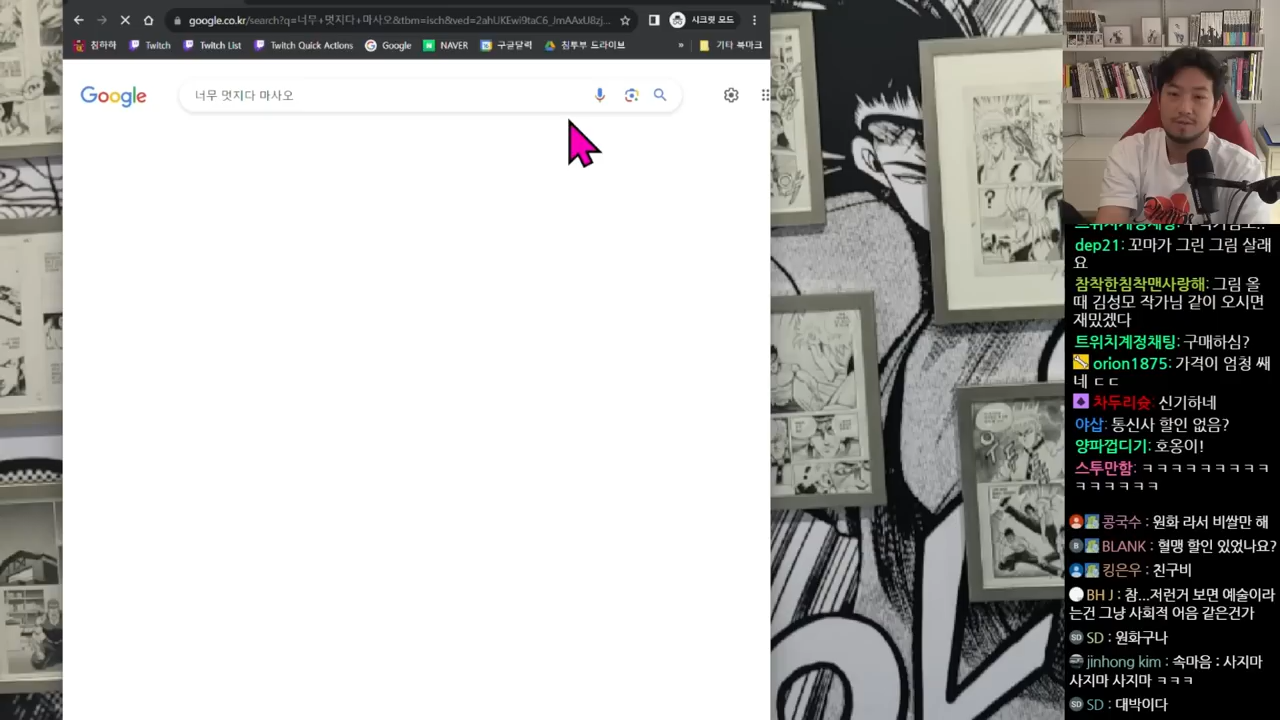 google.co.kr/search?q=너무+멋지다+마사오&tbm=isch&ved=2ahUKEwi9taC6_JmAAxU8zj...
시크릿 모드
침하하
Twitch
Twitch List
Twitch Quick Actions
Google
NAVER
구글달력
침투부 드라이브
»
기타 북마크
Google
너무 멋지다 마사오
?
dep21: 꼬마가 그린 그림 살래
요
참착한침착맨사랑해: 그림 올
때 김성모 작가님 같이 오시면
재밌겠다
트위치계정채팅: 구매하심?
orion1875: 가격이 엄청 쎄
네 ㄷㄷ
차두리슛: 신기하네
야삽: 통신사 할인 없음?
양파껍디기: 호옹이!
스투만함: ㅋㅋㅋㅋㅋㅋㅋㅋㅋ
ㅋㅋㅋㅋㅋㅋ
콩국수 : 원화 라서 비쌀만 해
B BLANK : 혈맹 할인 있었나요?
킹은우 : 친구비
BH J : 참...저런거 보면 예술이라
는건 그냥 사회적 어음 같은건가
SD SD : 원화구나
jinhong kim : 속마음 : 사지마
사지마 사지마 ㅋㅋㅋ
SD SD : 대박이다